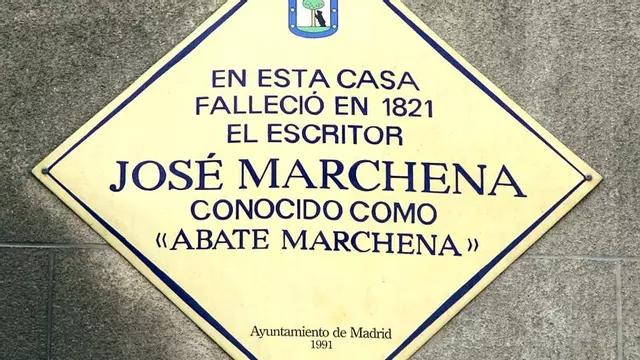 EN ESTA CASA
FALLECIÓ EN 1821
EL ESCRITOR
JOSÉ MARCHENA
CONOCIDO COMO
«ABATE MARCHENA»
Ayuntamiento de Madrid
1991